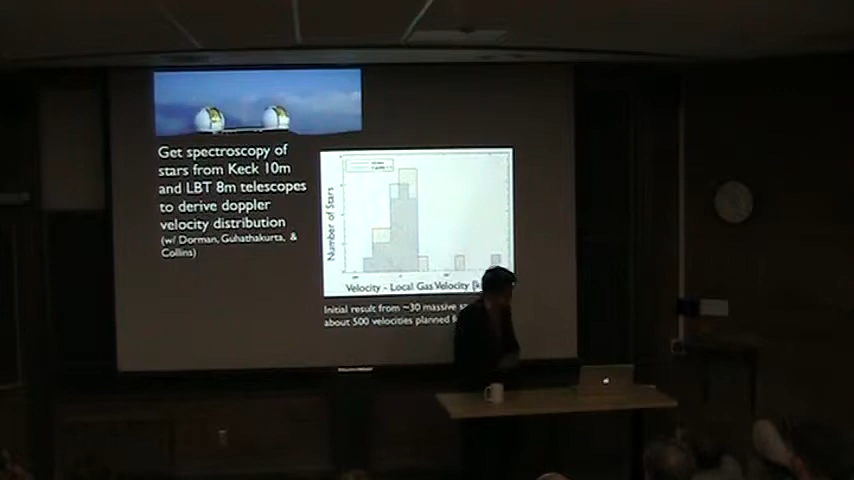 Get spectroscopy of
stars from Keck 10m
and LBT 8m telescopes
to derive doppler
velocity distribution
(w/ Dorman, Guhathakurta, &
Collins)
Number of Stars
Velocity - Local Gas Velocity
Initial result from ~30 massive
about 500 velocities planned